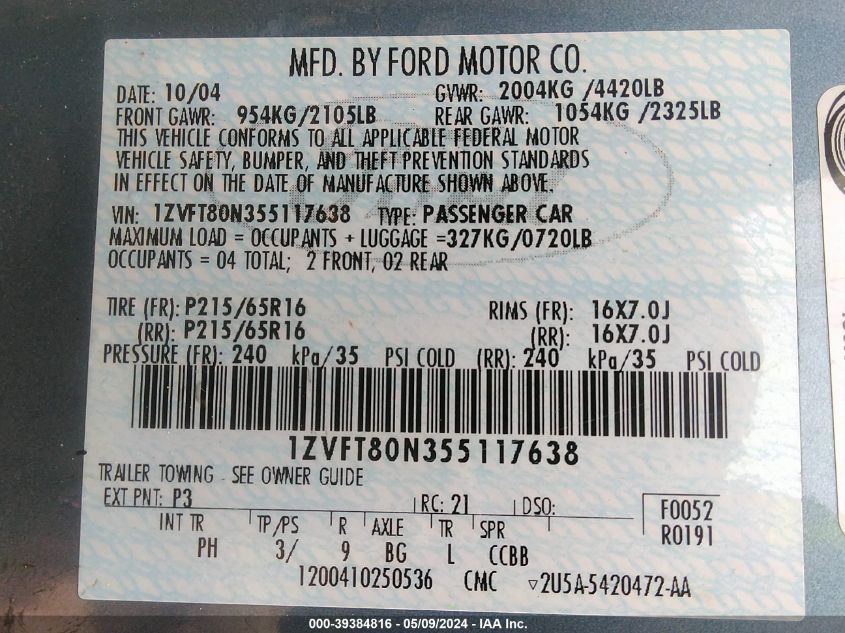 MFD. BY FORD MOTOR CO.
DATE: 10/04 GVWR: 2004KG /4420LB
FRONT GAWR: 954KG/2105LB REAR GAWR: 1054KG /2325LB
THIS VEHICLE CONFORMS TO ALL APPLICABLE FEDERAL MOTOR
VEHICLE SAFETY, BUMPER, AND THEFT PREVENTION STANDARDS
IN EFFECT ON THE DATE OF MANUFACTURE SHOWN ABOVE.
VIN: 1ZVFT80N355117638 TYPE: PASSENGER CAR
MAXIMUM LOAD = OCCUPANTS + LUGGAGE =327KG/0720LB
OCCUPANTS = 04 TOTAL; 2 FRONT, 02 REAR
TIRE (FR): P215/65R16 RIMS (FR): 16X7.0J
(RR): P215/65R16 (RR): 16X7.0J
PRESSURE (FR): 240 kPa/35 PSI COLD (RR): 240 kPa/35 PSI COLD
1ZVFT80N355117638
TRAILER TOWING - SEE OWNER GUIDE
EXT PNT: P3 RC: 21 DSO: F0052
INT TR TP/PS R AXLE TR SPR R0191
PH 3/ 9 BG L CCBB
1200410250536 CMC ▿2U5A-5420472-AA
000-39384816 - 05/09/2024 - IAA Inc.